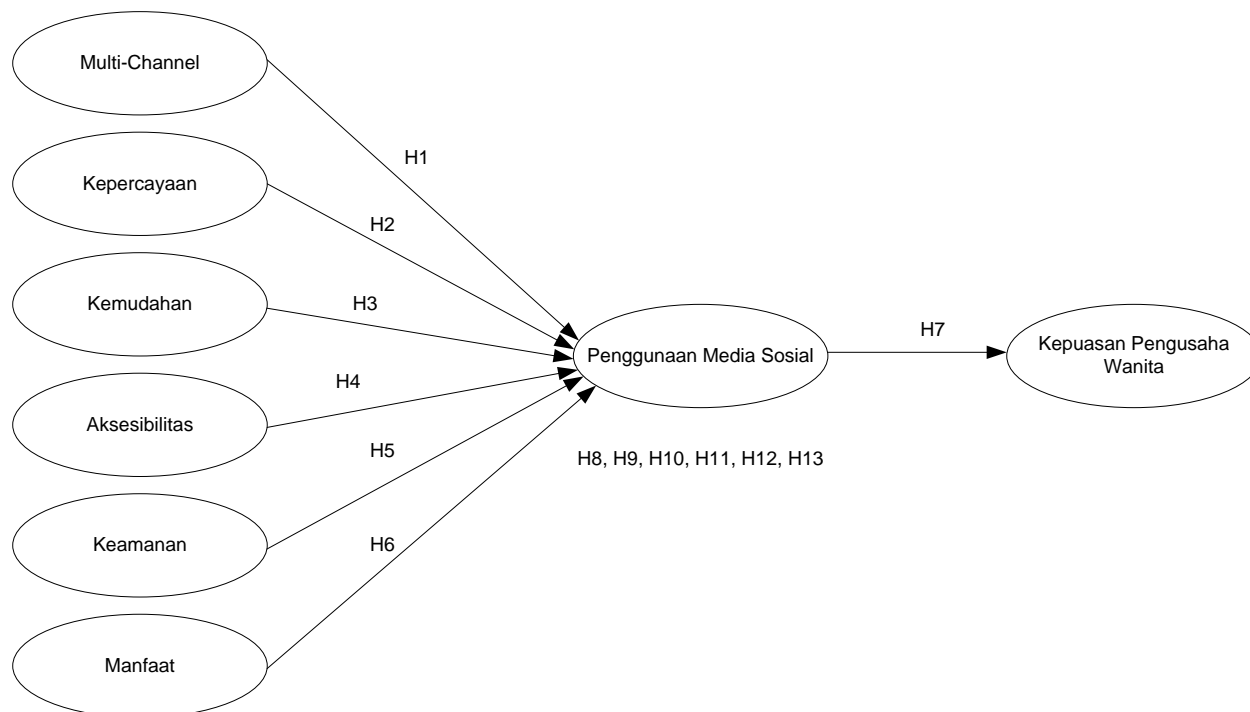 Multi-Channel
H1
Kepercayaan
H2
Kemudahan
H3
Penggunaan Media Sosial
H7
Kepuasan Pengusaha
Wanita
H4
Aksesibilitas
H5
H8, H9, H10, H11, H12, H13
Keamanan
H6
Manfaat